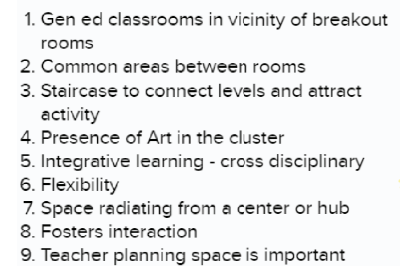 1. Gen ed classrooms in vicinity of breakout
rooms
2. Common areas between rooms
3. Staircase to connect levels and attract
activity
4. Presence of Art in the cluster
5. Integrative learning - cross disciplinary
6. Flexibility
7. Space radiating from a center or hub
8. Fosters interaction
9. Teacher planning space is important